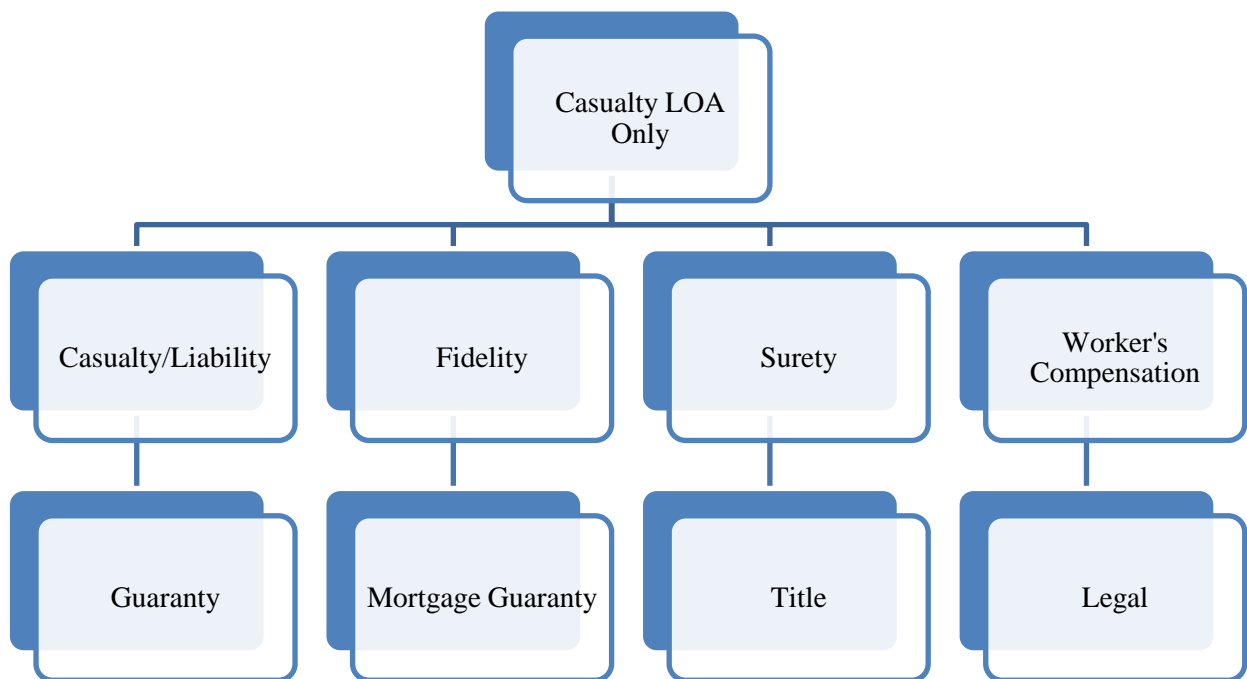 Casualty LOA
Only
Casualty/Liability
Fidelity
Surety
Worker's
Compensation
Guaranty
Mortgage Guaranty
Title
Legal